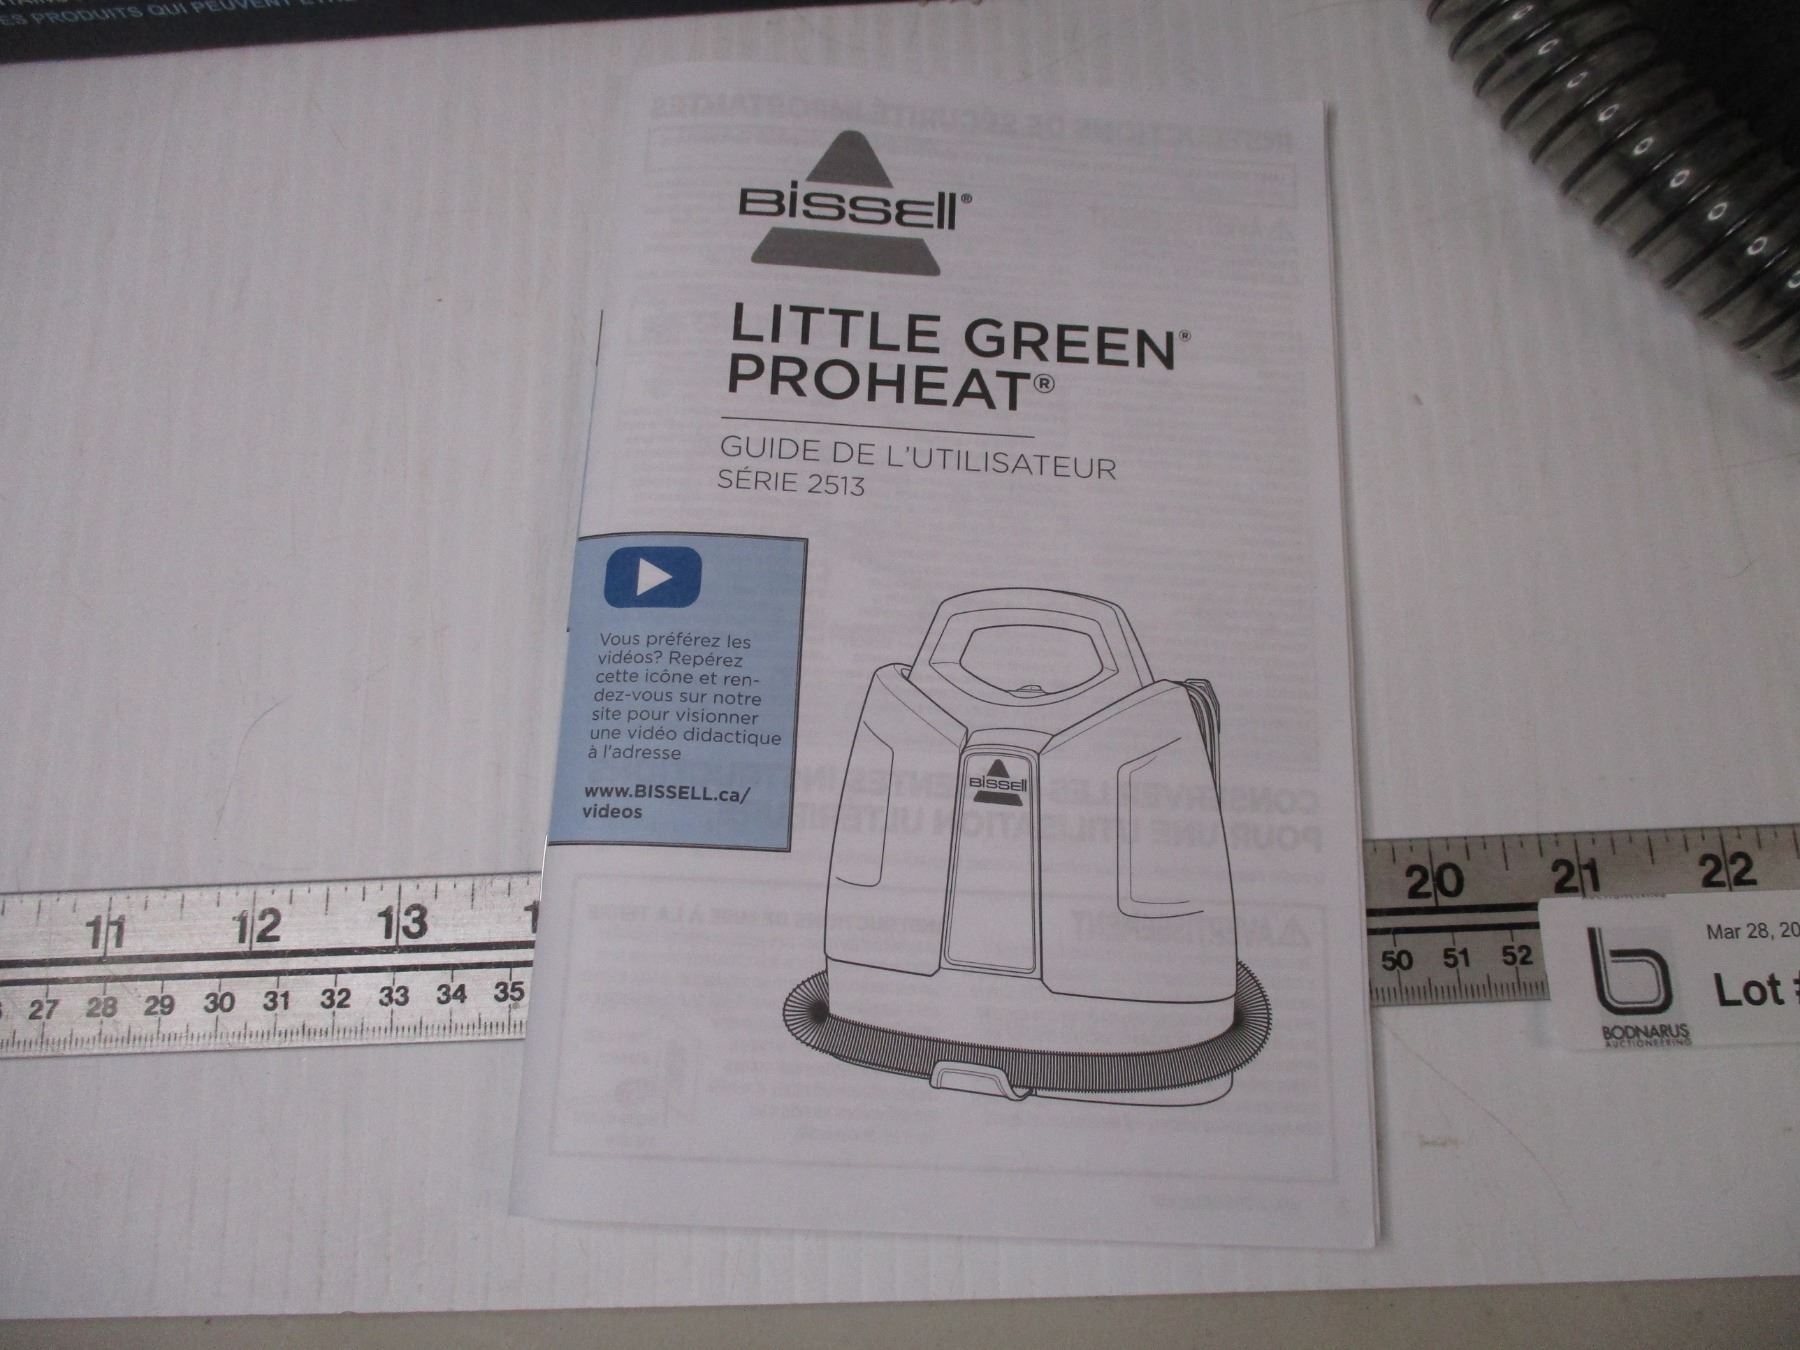 ES PRODUITS QUI PEUVENT
BISSELL®
LITTLE GREEN®
PROHEAT®
GUIDE DE L'UTILISATEUR
SÉRIE 2513
Vous préférez les
vidéos? Repérez
cette icône et ren-
dez-vous sur notre
site pour visionner
une vidéo didactique
à l'adresse
www.BISSELL.ca/
videos
BISSELL
11 12 13
27 28 29 30 31 32 33 34 35
20 21 22
50 51 52
Mar 28, 20
Lot
BODNARUS
AUCTIONEERING